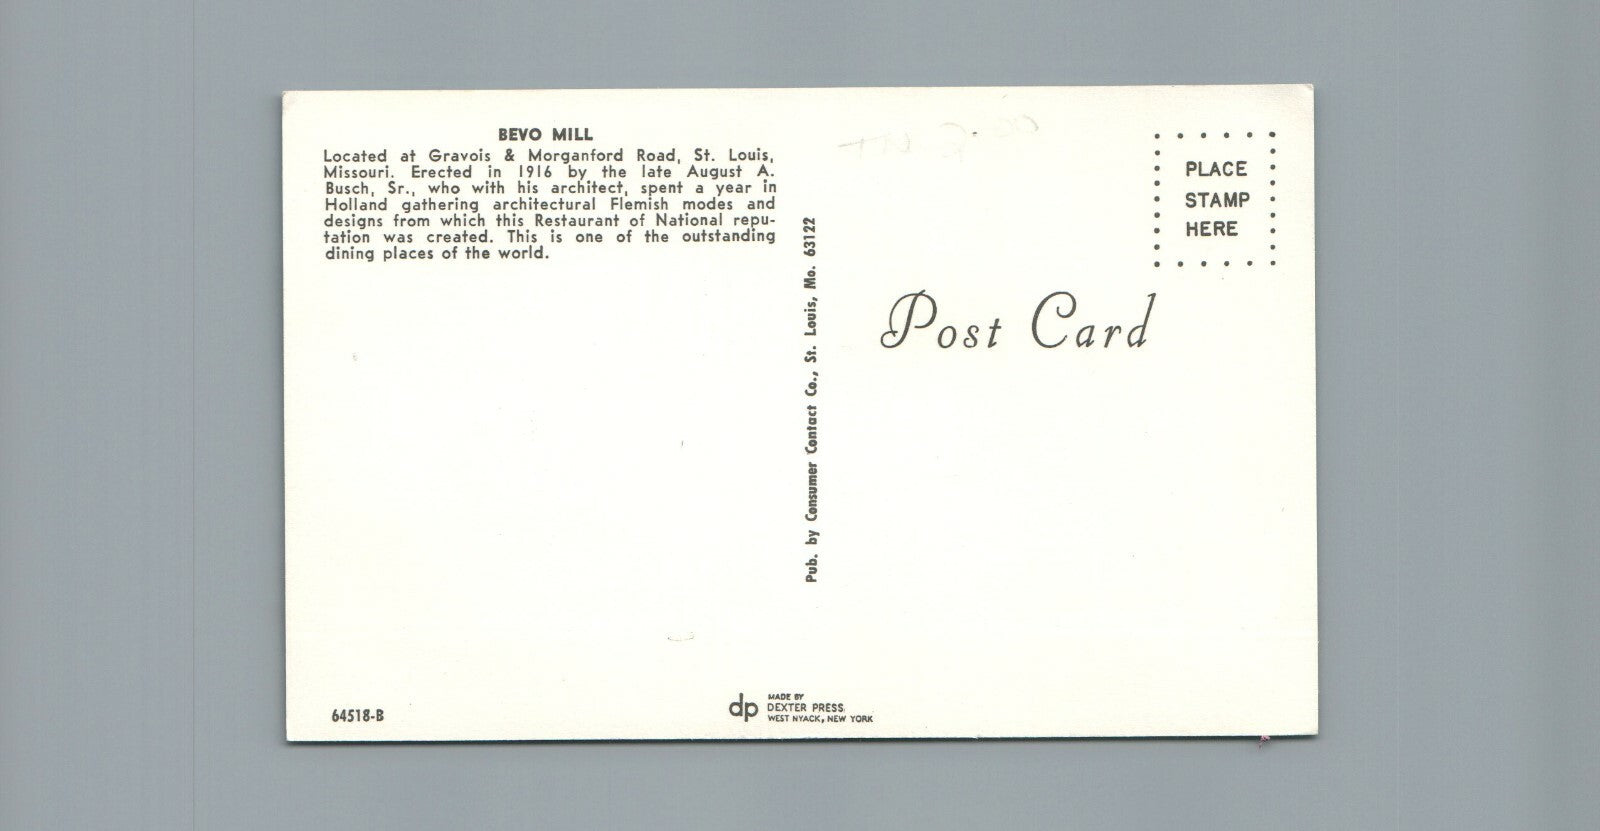 BEVO MILL
Located at Gravois & Morganford Road, St. Louis,
Missouri. Erected in 1916 by the late August A.
Busch, Sr., who with his architect, spent a year in
Holland gathering architectural Flemish modes and
designs from which this Restaurant of National repu-
tation was created. This is one of the outstanding
dining places of the world.
Pub. by Consumer Contact Co., St. Louis, Mo. 63122
PLACE
STAMP
HERE
Post Card
64518-B
dp
MADE BY
DEXTER PRESS
WEST NYACK, NEW YORK